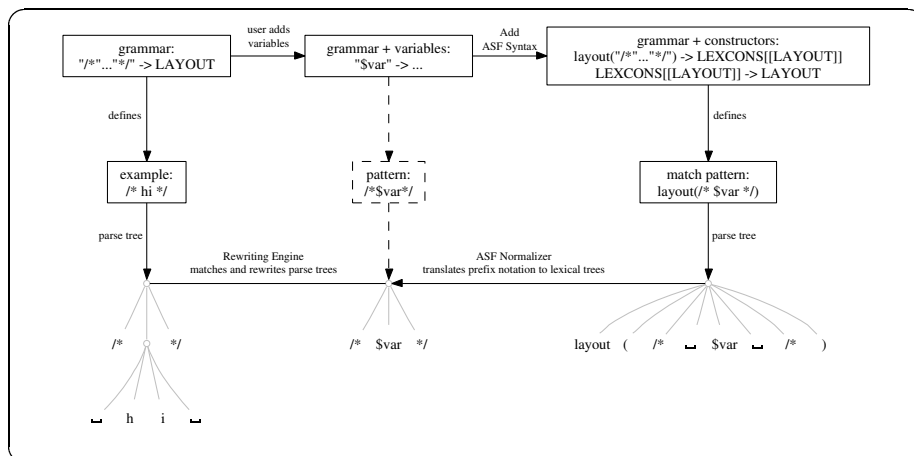 grammar:
"/*"..."*/" -> LAYOUT
user adds
variables
grammar + variables:
"$var" -> ...
Add
ASF Syntax
grammar + constructors:
layout("/*"..."*/") -> LEXCONS[[LAYOUT]]
LEXCONS[[LAYOUT]] -> LAYOUT
defines
defines
example:
/* hi */
pattern:
/*$var*/
match pattern:
layout(/* $var */)
parse tree
Rewriting Engine
matches and rewrites parse trees
ASF Normalizer
translates prefix notation to lexical trees
parse tree
/* */
/* $var */
layout ( /* ␣ $var ␣ /* )
␣ h i ␣